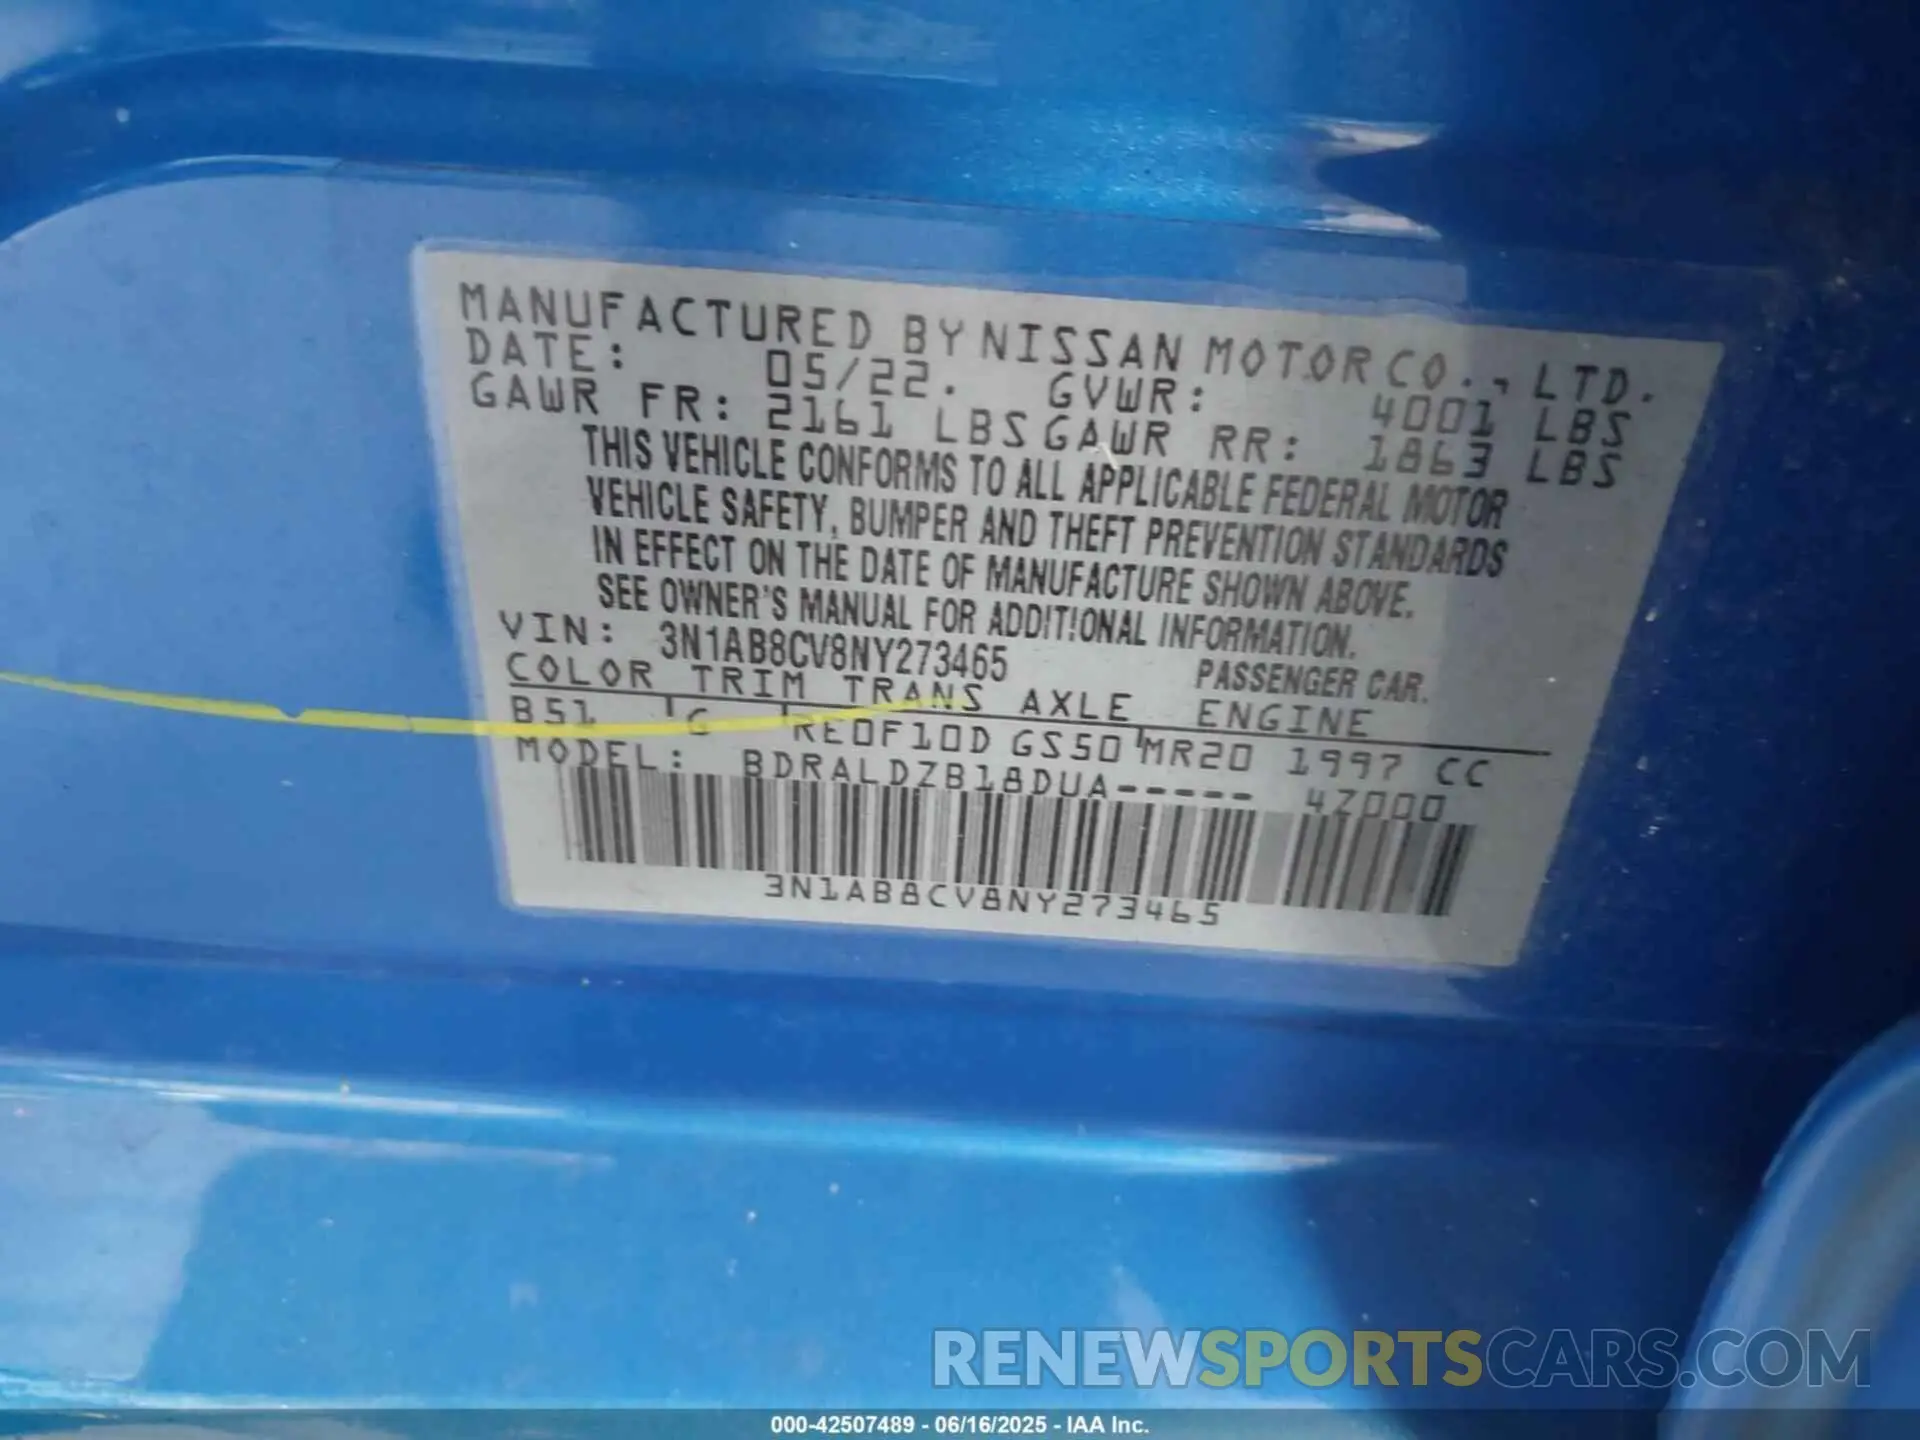 MANUFACTURED BY NISSAN MOTOR CO., LTD.
DATE: 05/22. GVWR: 4001 LBS
GAWR FR: 2161 LBS GAWR RR: 1863 LBS
THIS VEHICLE CONFORMS TO ALL APPLICABLE FEDERAL MOTOR
VEHICLE SAFETY, BUMPER AND THEFT PREVENTION STANDARDS
IN EFFECT ON THE DATE OF MANUFACTURE SHOWN ABOVE.
SEE OWNER'S MANUAL FOR ADDITIONAL INFORMATION.
VIN: 3N1AB8CV8NY273465 PASSENGER CAR.
COLOR TRIM TRANS AXLE ENGINE
B51 G RE0F10D GS50 MR20 1997 CC
MODEL: BDRALDZB18DUA----- 4Z000
3N1AB8CV8NY273465
RENEWSPORTSCARS.COM
000-42507489 - 06/16/2025 - IAA Inc.